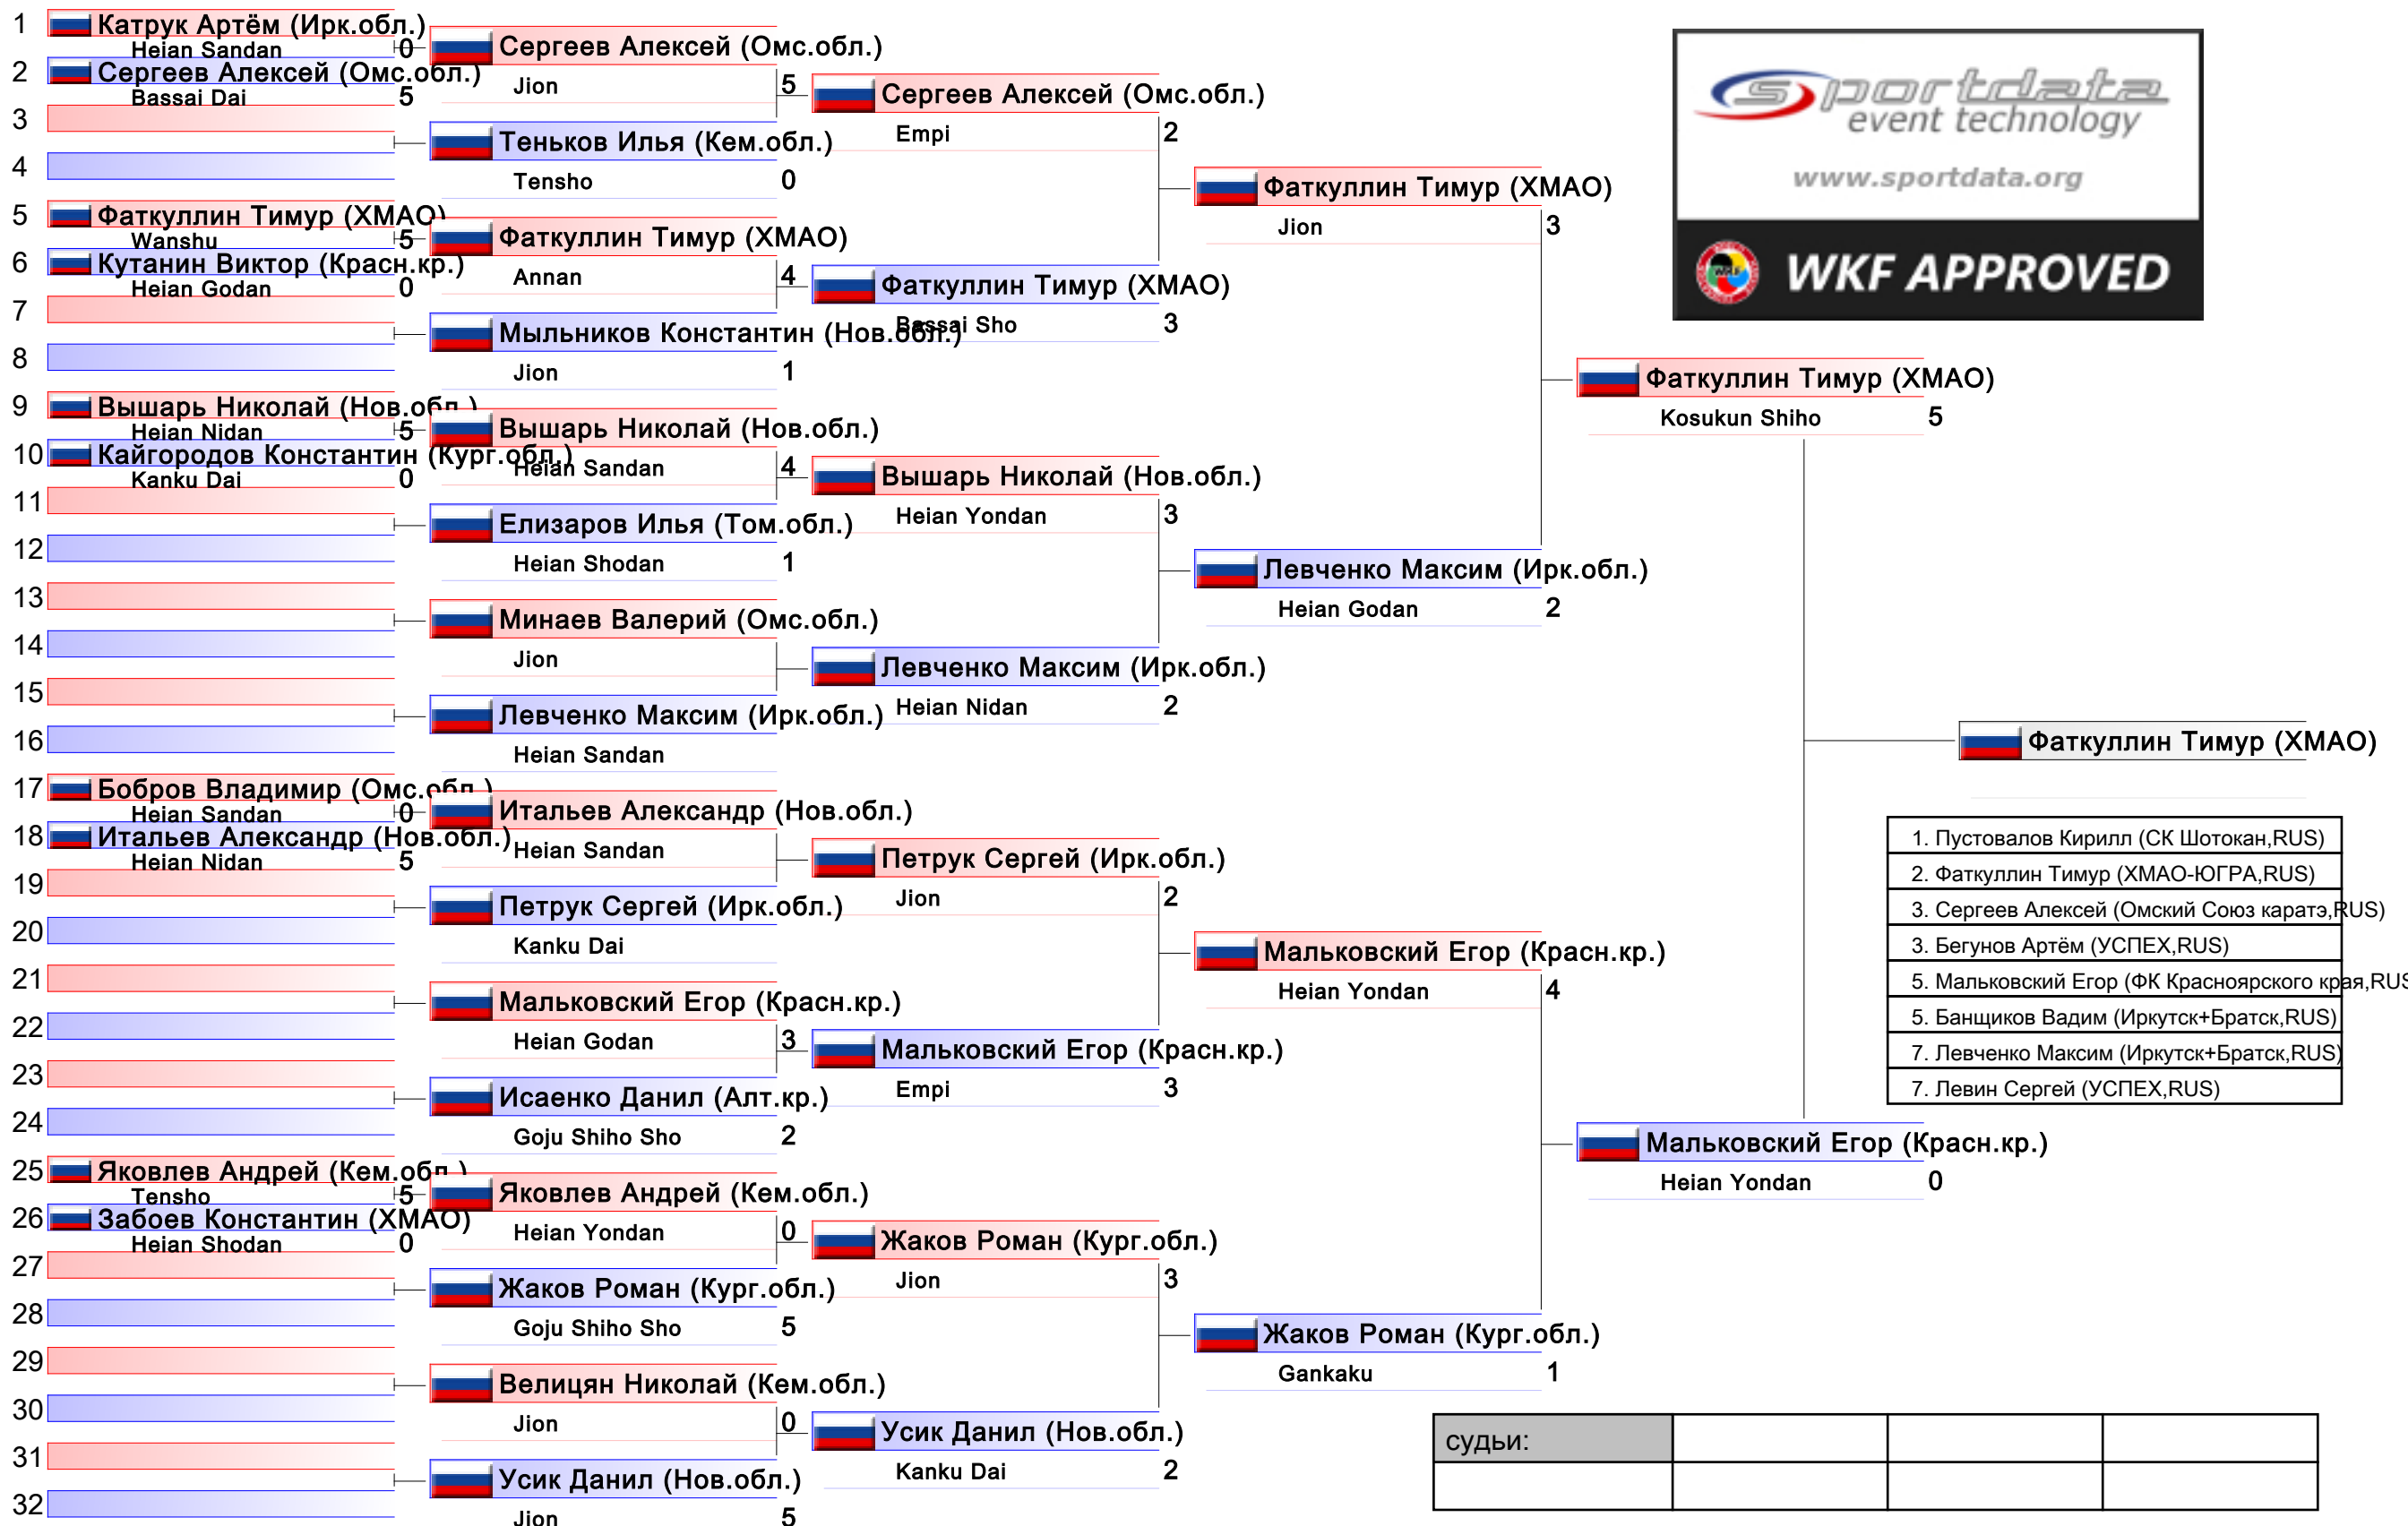 1 Катрук Артём (Ирк.обл.)
Heian Sandan 0
2 Сергеев Алексей (Омс.обл.)
Bassai Dai 5
3
4
5 Фаткуллин Тимур (ХМАО)
Wanshu 5
6 Кутанин Виктор (Красн.кр.)
Heian Godan 0
7
8
9 Вышарь Николай (Нов.обл.)
Heian Nidan 5
10 Кайгородов Константин (Кург.обл.)
Kanku Dai 0
11
12
13
14
15
16
17 Бобров Владимир (Омс.обл.)
Heian Sandan 0
18 Итальев Александр (Нов.обл.)
Heian Nidan 5
19
20
21
22
23
24
25 Яковлев Андрей (Кем.обл.)
Tensho 5
26 Забоев Константин (ХМАО)
Heian Shodan 0
27
28
29
30
31
32
Сергеев Алексей (Омс.обл.)
Jion 5
Теньков Илья (Кем.обл.)
Tensho 0
Фаткуллин Тимур (ХМАО)
Annan 4
Мыльников Константин (Нов.обл.)
Jion 1
Вышарь Николай (Нов.обл.)
Heian Sandan 4
Елизаров Илья (Том.обл.)
Heian Shodan 1
Минаев Валерий (Омс.обл.)
Jion
Левченко Максим (Ирк.обл.)
Heian Sandan
Итальев Александр (Нов.обл.)
Heian Sandan
Петрук Сергей (Ирк.обл.)
Kanku Dai
Мальковский Егор (Красн.кр.)
Heian Godan 3
Исаенко Данил (Алт.кр.)
Goju Shiho Sho 2
Яковлев Андрей (Кем.обл.)
Heian Yondan 0
Жаков Роман (Кург.обл.)
Goju Shiho Sho 5
Велицян Николай (Кем.обл.)
Jion 0
Усик Данил (Нов.обл.)
Jion 5
Сергеев Алексей (Омс.обл.)
Empi 2
Фаткуллин Тимур (ХМАО)
Bassai Sho 3
Вышарь Николай (Нов.обл.)
Heian Yondan 3
Левченко Максим (Ирк.обл.)
Heian Nidan 2
Петрук Сергей (Ирк.обл.)
Jion 2
Мальковский Егор (Красн.кр.)
Empi 3
Жаков Роман (Кург.обл.)
Jion 3
Усик Данил (Нов.обл.)
Kanku Dai 2
Фаткуллин Тимур (ХМАО)
Jion 3
Левченко Максим (Ирк.обл.)
Heian Godan 2
Мальковский Егор (Красн.кр.)
Heian Yondan 4
Жаков Роман (Кург.обл.)
Gankaku 1
Фаткуллин Тимур (ХМАО)
Kosukun Shiho 5
Мальковский Егор (Красн.кр.)
Heian Yondan 0
Фаткуллин Тимур (ХМАО)
sportdata
event technology
www.sportdata.org
WKF
WKF APPROVED
1. Пустовалов Кирилл (СК Шотокан,RUS)
2. Фаткуллин Тимур (ХМАО-ЮГРА,RUS)
3. Сергеев Алексей (Омский Союз каратэ,RUS)
3. Бегунов Артём (УСПЕХ,RUS)
5. Мальковский Егор (ФК Красноярского края,RUS
5. Банщиков Вадим (Иркутск+Братск,RUS)
7. Левченко Максим (Иркутск+Братск,RUS)
7. Левин Сергей (УСПЕХ,RUS)
судьи: